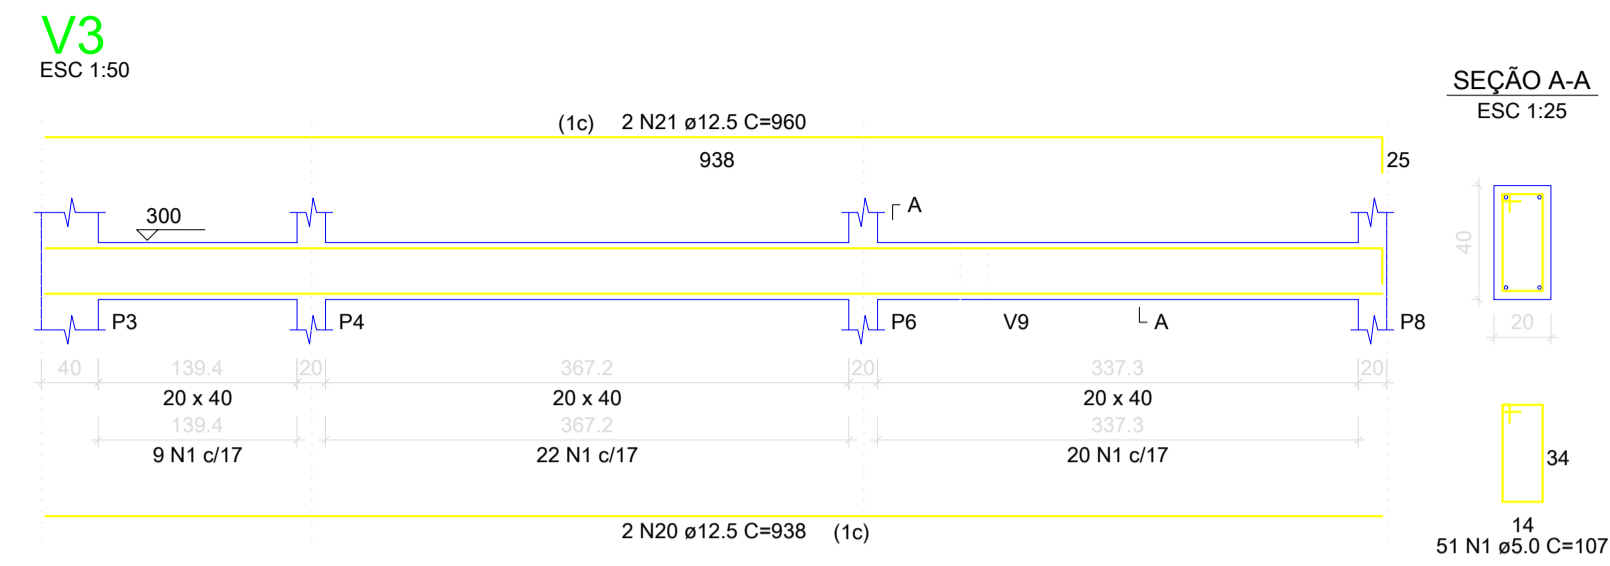 V3
ESC 1:50
SEÇÃO A-A
ESC 1:25
(1c) 2 N21 ø12.5 C=960
938
25
A
300
40
P3
P4
P6
V9
A
P8
20
40 139.4 20 367.2 20 337.3 20
20 x 40 20 x 40 20 x 40
139.4 367.2 337.3
9 N1 c/17 22 N1 c/17 20 N1 c/17
34
2 N20 ø12.5 C=938 (1c)
14
51 N1 ø5.0 C=107